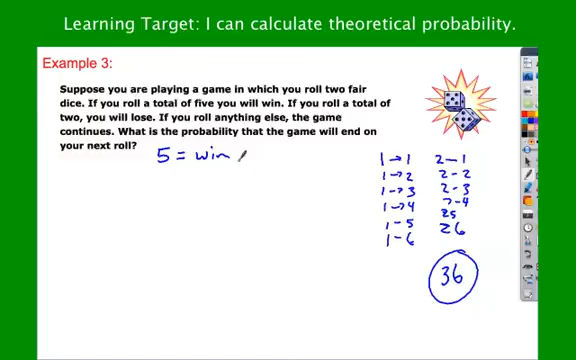 Learning Target: I can calculate theoretical probability.
Example 3:
Suppose you are playing a game in which you roll two fair
dice. If you roll a total of five you will win. If you roll a total of
two, you will lose. If you roll anything else, the game
continues. What is the probability that the game will end on
your next roll?
5 = win
1 → 1
1 → 2
1 → 3
1 → 4
1 - 5
1 - 6
2 - 1
2 - 2
2 - 3
2 - 4
25
26
36